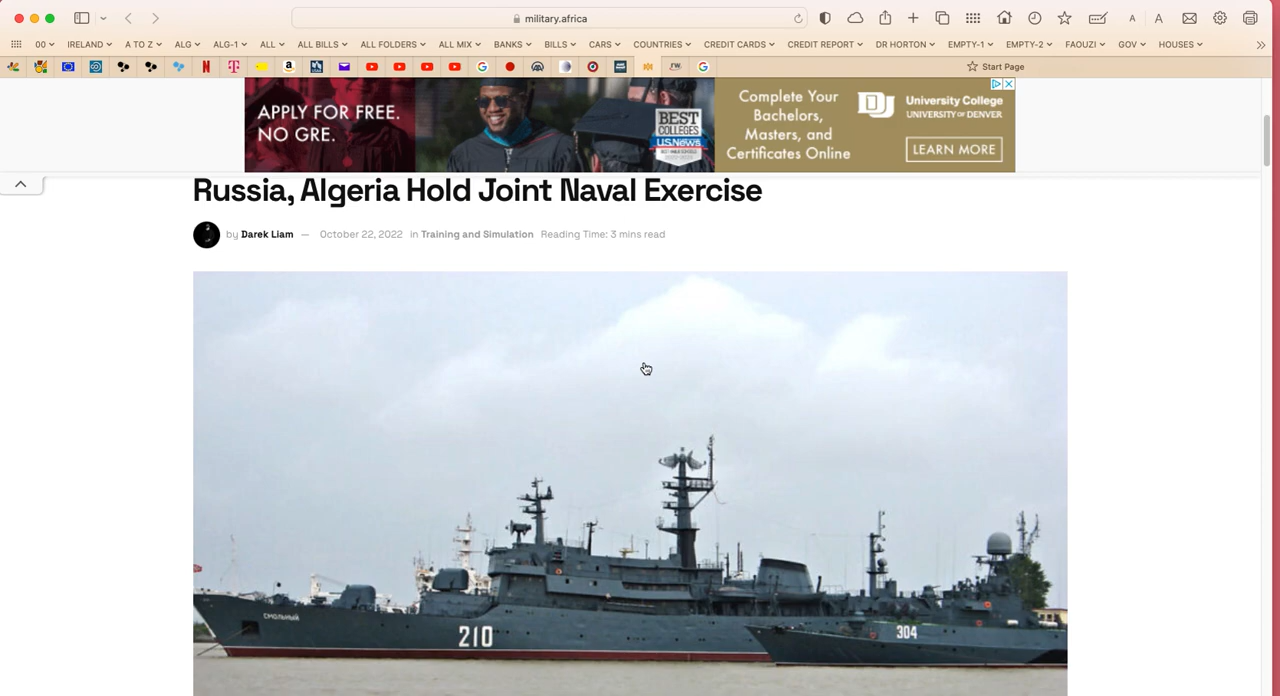 military.africa
A A
00 IRELAND A TO Z ALG ALG-1 ALL ALL BILLS ALL FOLDERS ALL MIX BANKS BILLS CARS COUNTRIES CREDIT CARDS CREDIT REPORT DR HORTON EMPTY-1 EMPTY-2 FAOUZI GOV HOUSES
Start Page
APPLY FOR FREE.
NO GRE.
BEST
COLLEGES
U.S.News
Complete Your
Bachelors,
Masters, and
Certificates Online
University College
UNIVERSITY OF DENVER
LEARN MORE
Russia, Algeria Hold Joint Naval Exercise
by Darek Liam — October 22, 2022 in Training and Simulation Reading Time: 3 mins read
СМОЛЬНЫЙ
210
304